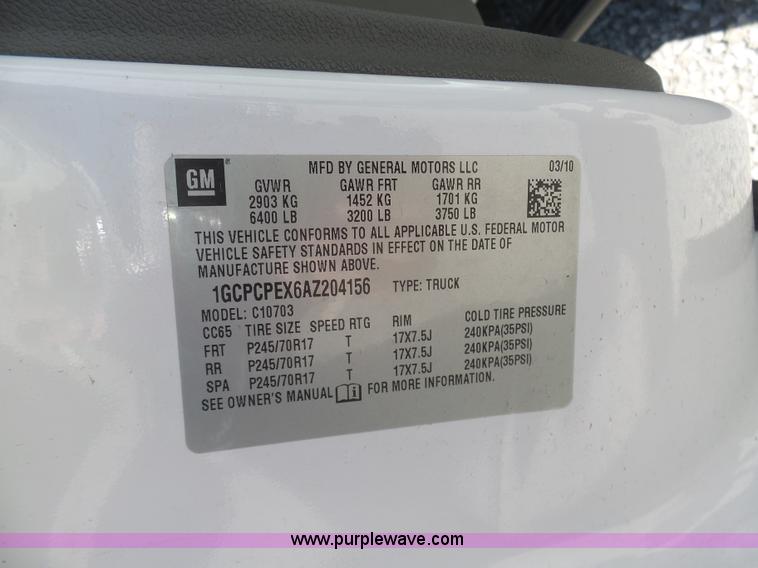 GM
MFD BY GENERAL MOTORS LLC 03/10
GVWR GAWR FRT GAWR RR
2903 KG 1452 KG 1701 KG
6400 LB 3200 LB 3750 LB
THIS VEHICLE CONFORMS TO ALL APPLICABLE U.S. FEDERAL MOTOR
VEHICLE SAFETY STANDARDS IN EFFECT ON THE DATE OF
MANUFACTURE SHOWN ABOVE.
1GCPCPEX6AZ204156 TYPE: TRUCK
MODEL: C10703
CC65 TIRE SIZE SPEED RTG RIM COLD TIRE PRESSURE
FRT P245/70R17 T 17X7.5J 240KPA(35PSI)
RR P245/70R17 T 17X7.5J 240KPA(35PSI)
SPA P245/70R17 T 17X7.5J 240KPA(35PSI)
SEE OWNER'S MANUAL FOR MORE INFORMATION.
www.purplewave.com